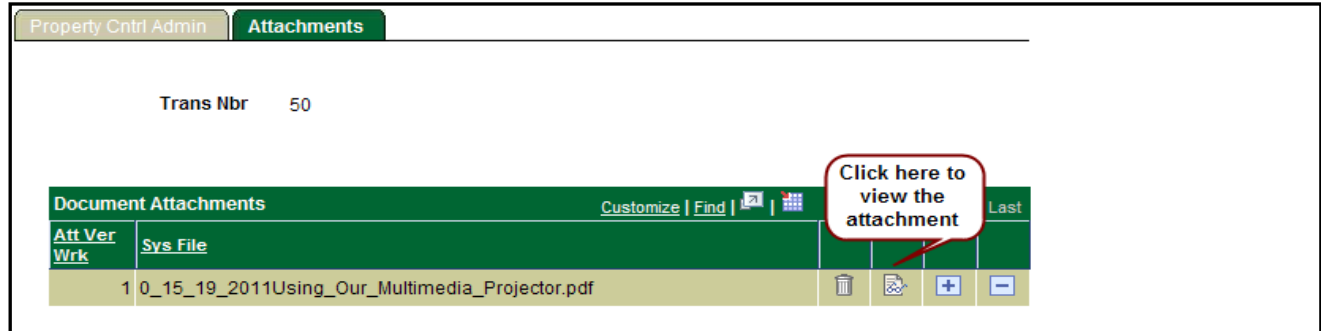 Property Cntrl Admin Attachments
Trans Nbr 50
Click here to
view the
attachment
Document Attachments Customize | Find | | Last
Att Ver
Wrk
Sys File
1 0_15_19_2011Using_Our_Multimedia_Projector.pdf